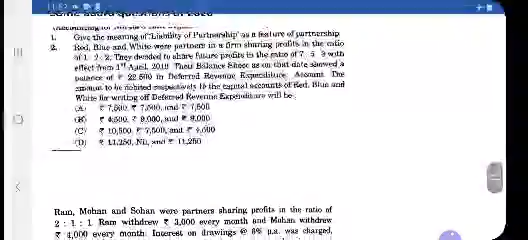 11:52
SOME GOOD QUESTIONS OF 2020
1. Give the meaning of 'Liability of Partnership' as a feature of partnership
2. Red, Blue and White were partners in a firm sharing profits in the ratio
of 1 : 2 : 2. They decided to share future profits in the ratio of 7 : 5 : 3 with
effect from 1st April, 2019. Their Balance Sheet as on that date showed a
balance of ₹ 22,500 in Deferred Revenue Expenditure Account. The
amount to be debited respectively to the capital accounts of Red, Blue and
White for writing off Deferred Revenue Expenditure will be
(A) ₹ 7,500, ₹ 7,500, and ₹ 7,500
(B) ₹ 4,500, ₹ 9,000, and ₹ 9,000
(C) ₹ 10,500, ₹ 7,500, and ₹ 4,500
(D) ₹ 11,250, Nil, and ₹ 11,250
Ram, Mohan and Sohan were partners sharing profits in the ratio of
2 : 1 : 1. Ram withdrew ₹ 3,000 every month and Mohan withdrew
₹ 4,000 every month. Interest on drawings @ 6% p.a. was charged,